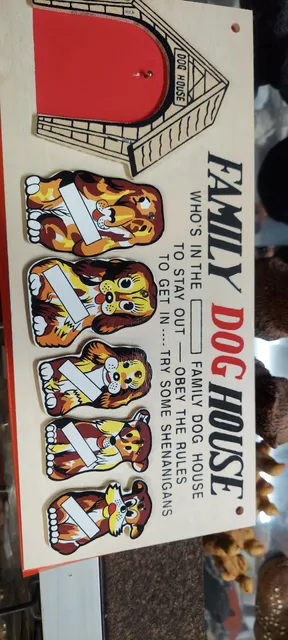 DOG HOUSE
FAMILY DOG HOUSE
WHO'S IN THE FAMILY DOG HOUSE
TO STAY OUT — OBEY THE RULES
TO GET IN .... TRY SOME SHENANIGANS